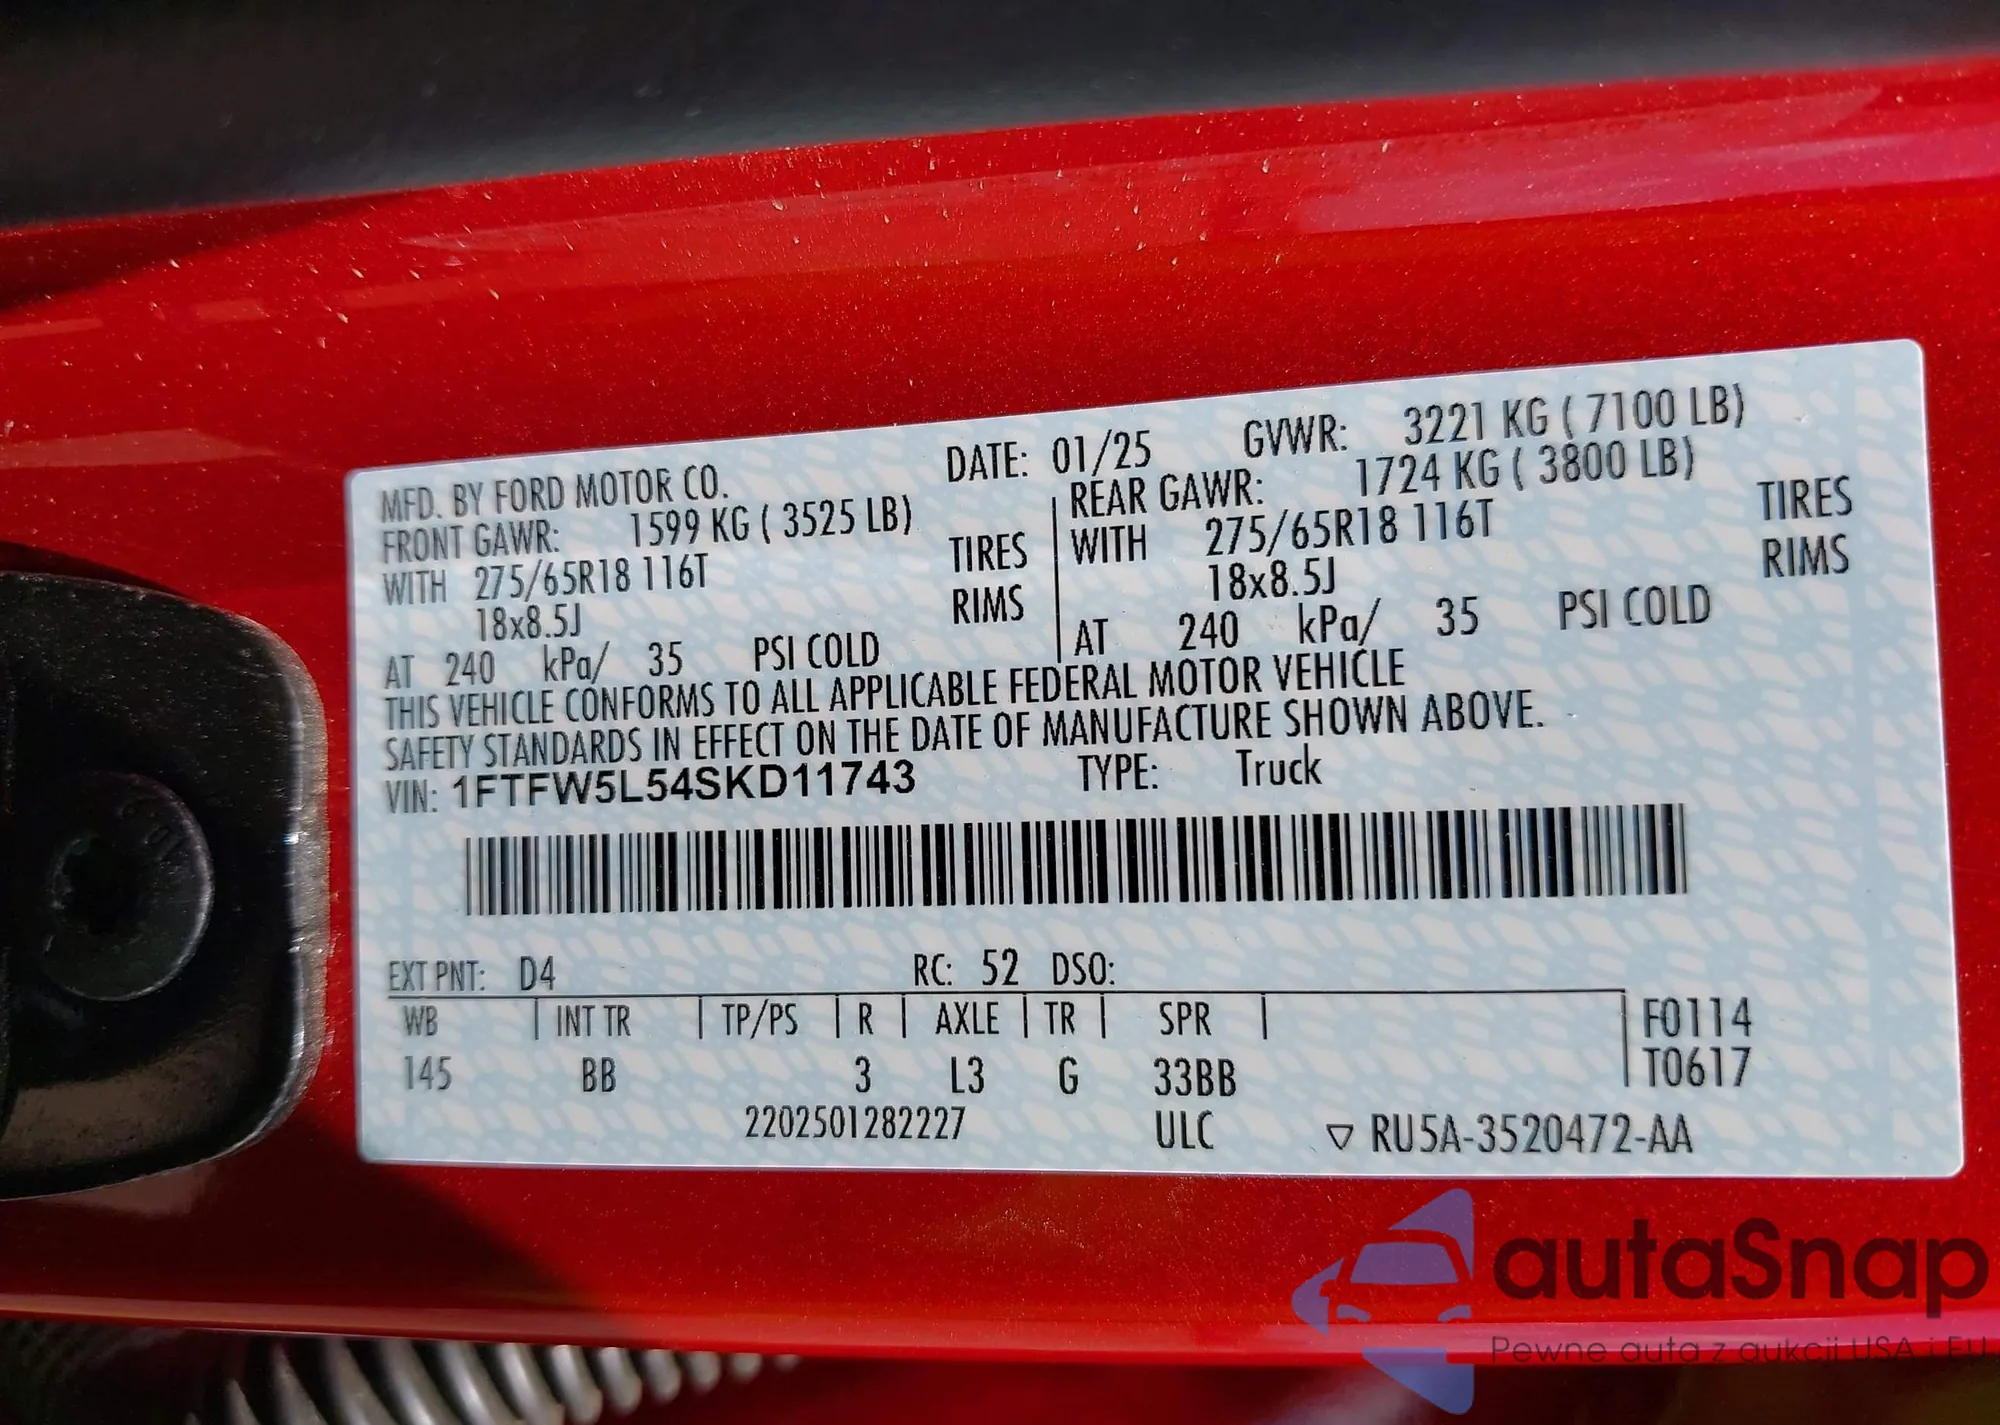 MFD. BY FORD MOTOR CO. DATE: 01/25 GVWR: 3221 KG ( 7100 LB)
FRONT GAWR: 1599 KG ( 3525 LB) REAR GAWR: 1724 KG ( 3800 LB)
WITH 275/65R18 116T TIRES WITH 275/65R18 116T TIRES
18x8.5J RIMS 18x8.5J RIMS
AT 240 kPa/ 35 PSI COLD AT 240 kPa/ 35 PSI COLD
THIS VEHICLE CONFORMS TO ALL APPLICABLE FEDERAL MOTOR VEHICLE
SAFETY STANDARDS IN EFFECT ON THE DATE OF MANUFACTURE SHOWN ABOVE.
VIN: 1FTFW5L54SKD11743 TYPE: Truck
EXT PNT: D4 RC: 52 DSO:
WB INT TR TP/PS R AXLE TR SPR F0114
145 BB 3 L3 G 33BB T0617
2202501282227 ULC ▽ RU5A-3520472-AA
autaSnap
Pewne auta z aukcji USA i EU